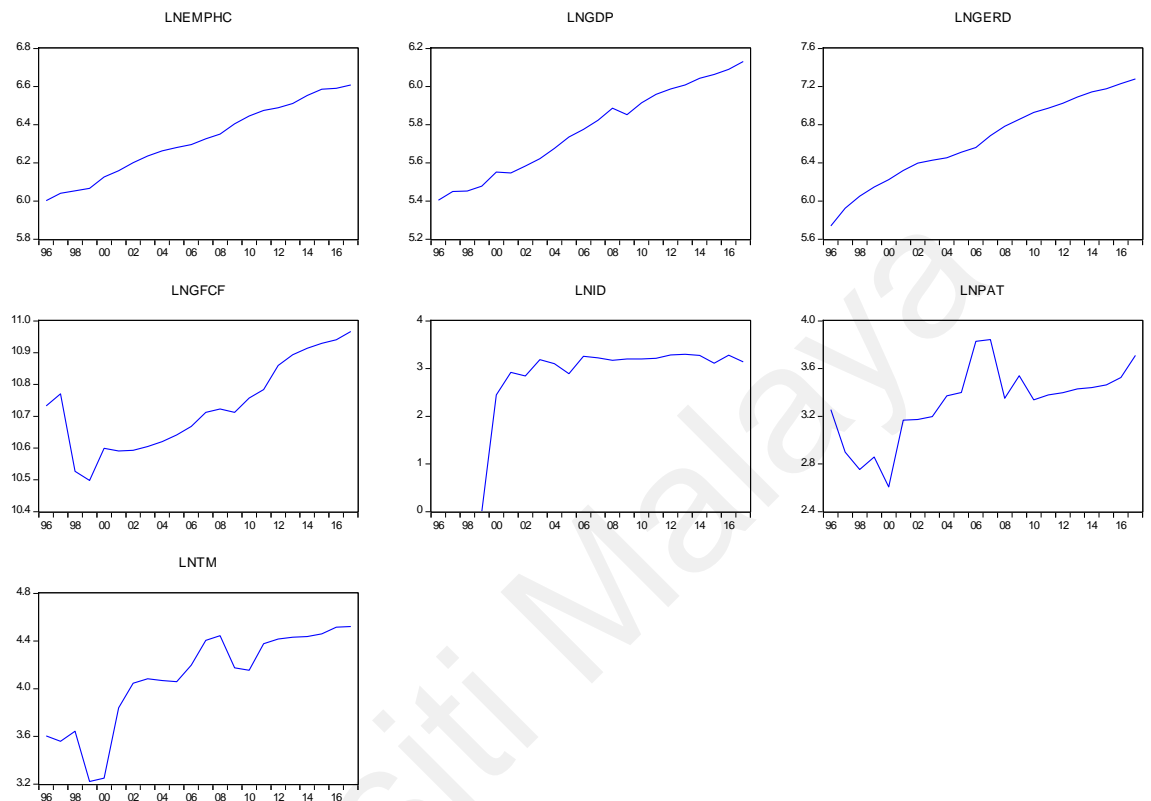 LNEMPHC LNGDP LNGERD
6.8 6.2 7.6
6.6 6.0 7.2
6.4 5.8 6.8
6.2 5.6 6.4
6.0 5.4 6.0
5.8 5.2 5.6
96 98 00 02 04 06 08 10 12 14 16 96 98 00 02 04 06 08 10 12 14 16 96 98 00 02 04 06 08 10 12 14 16
LNGFCF LNID LNPAT
11.0 4 4.0
10.9 3 3.6
10.8 2 3.2
10.7 1 2.8
10.6 0 2.4
10.5
10.4
96 98 00 02 04 06 08 10 12 14 16 96 98 00 02 04 06 08 10 12 14 16 96 98 00 02 04 06 08 10 12 14 16
LNTM
4.8
4.4
4.0
3.6
3.2
96 98 00 02 04 06 08 10 12 14 16
siti Malaya